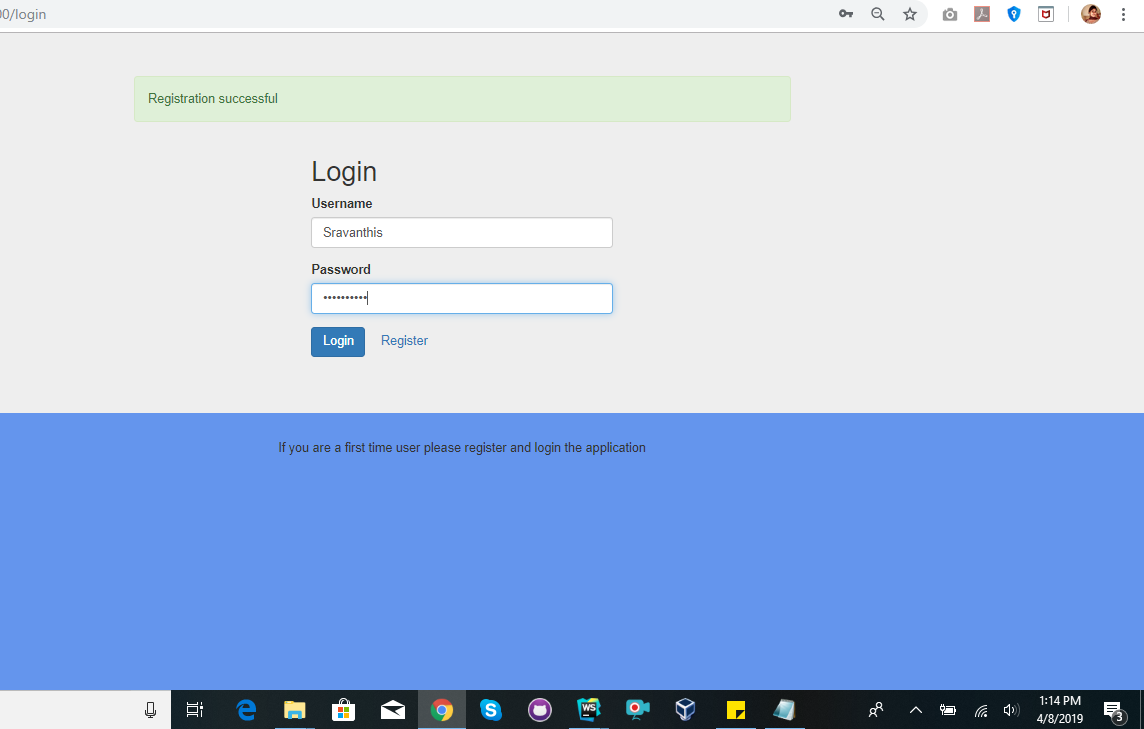 00/login
Registration successful
Login
Username
Sravanthis
Password
••••••••••
Login Register
If you are a first time user please register and login the application
WS
1:14 PM
4/8/2019
3